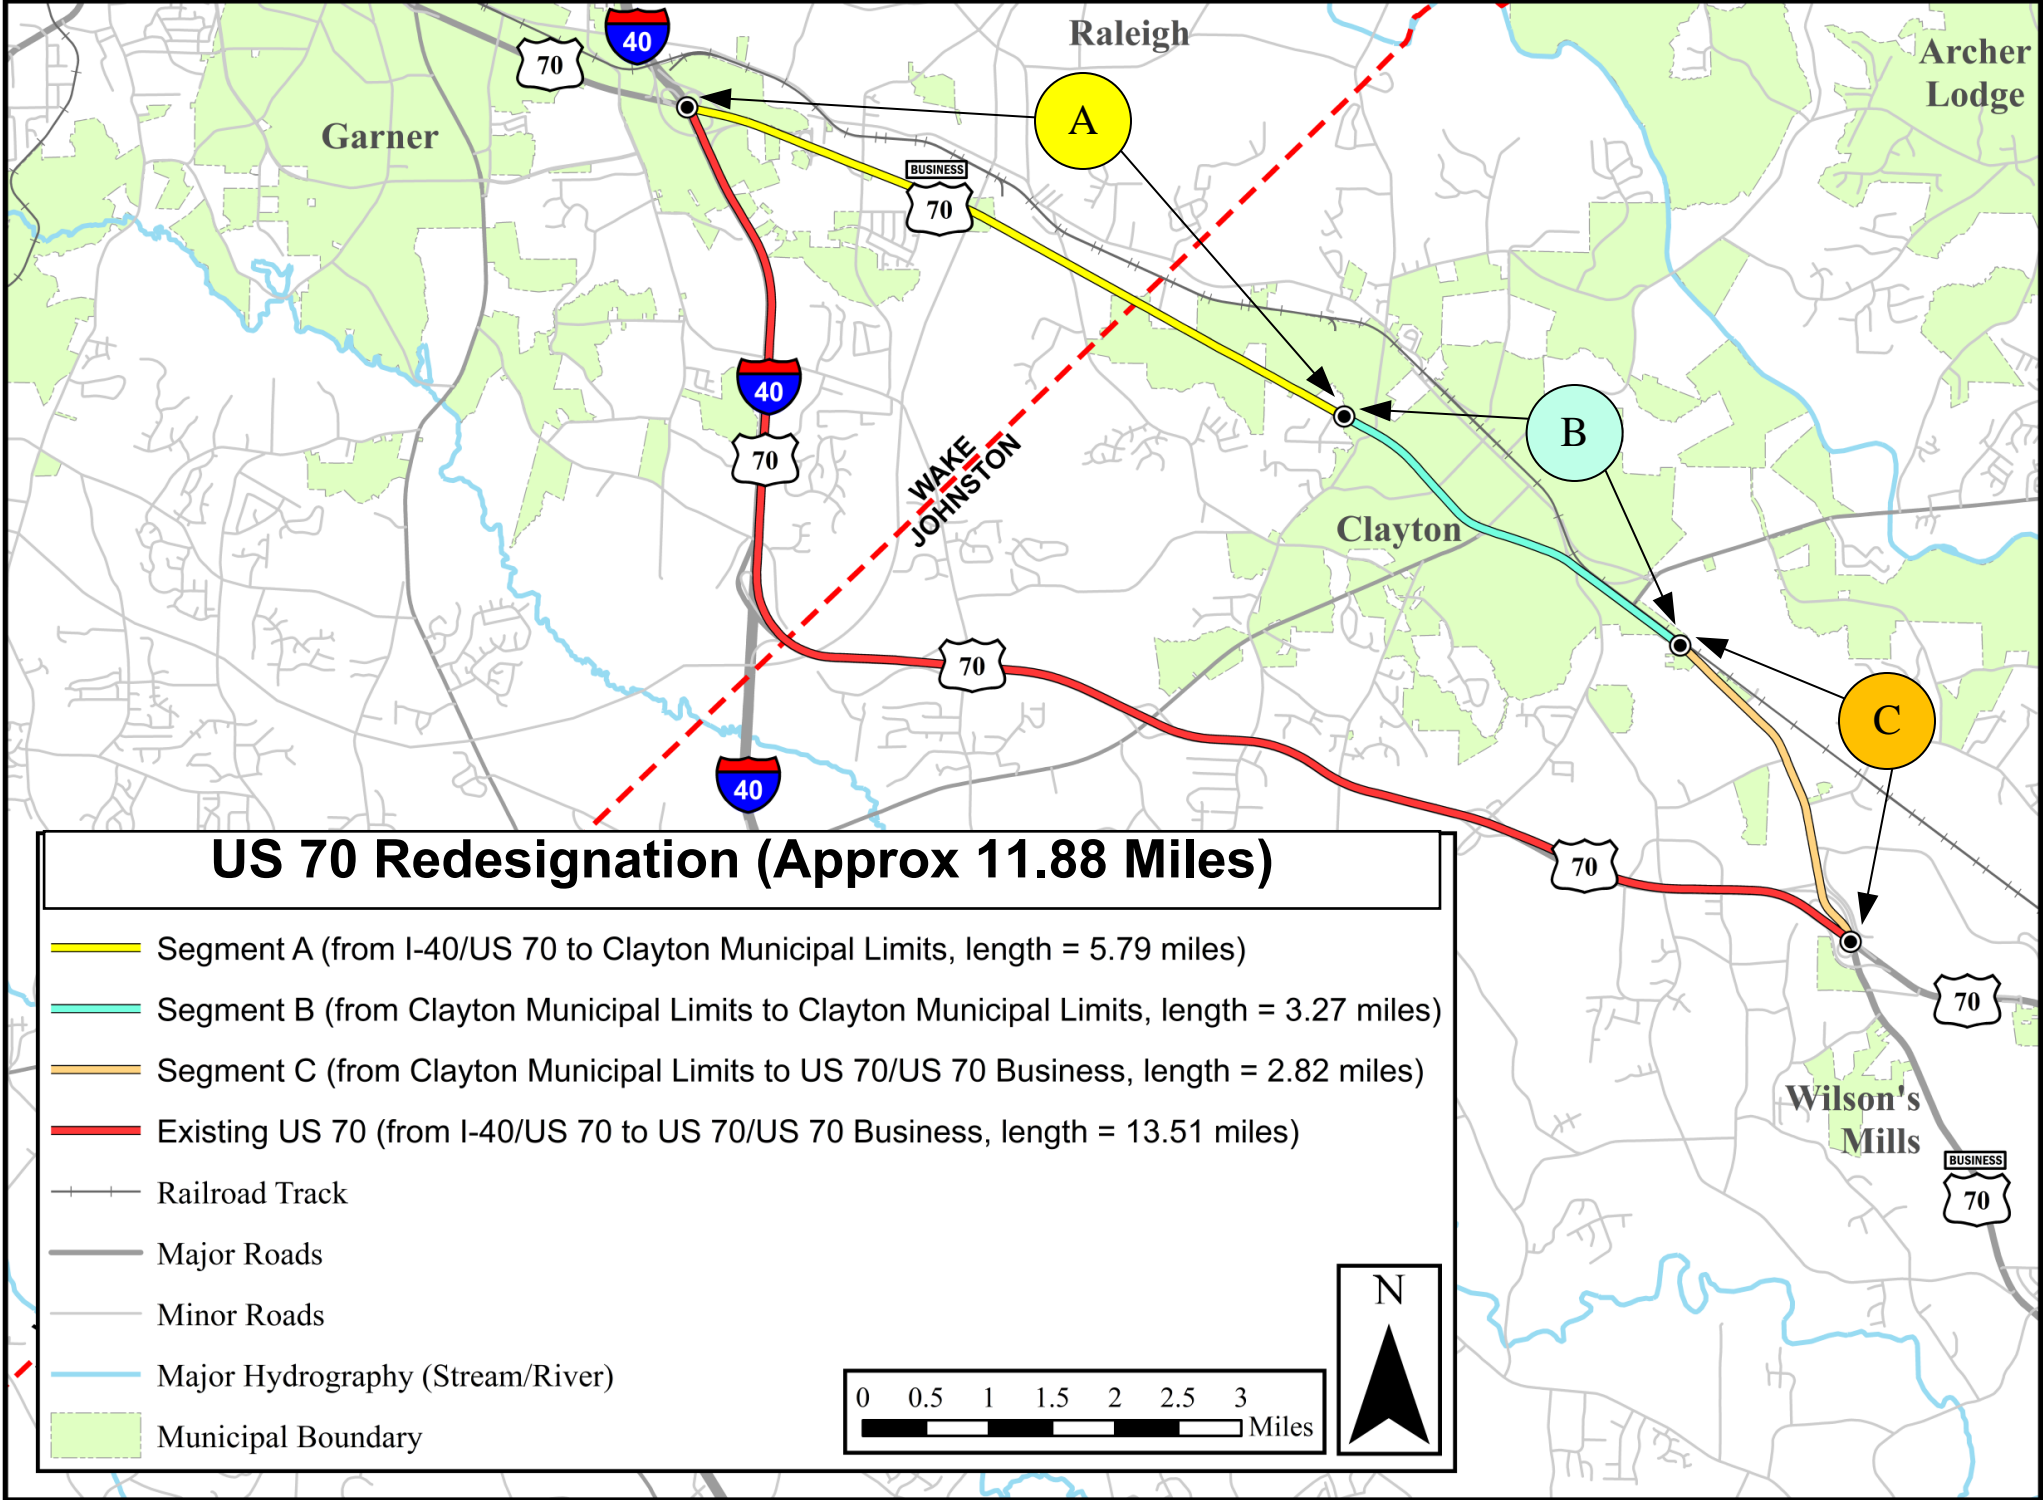 Raleigh
Archer
Lodge
40
70
Garner
A
BUSINESS
70
40
70
B
WAKE
JOHNSTON
Clayton
70
C
40
70
70
Wilson's
Mills
BUSINESS
70
US 70 Redesignation (Approx 11.88 Miles)
Segment A (from I-40/US 70 to Clayton Municipal Limits, length = 5.79 miles)
Segment B (from Clayton Municipal Limits to Clayton Municipal Limits, length = 3.27 miles)
Segment C (from Clayton Municipal Limits to US 70/US 70 Business, length = 2.82 miles)
Existing US 70 (from I-40/US 70 to US 70/US 70 Business, length = 13.51 miles)
Railroad Track
Major Roads
Minor Roads
Major Hydrography (Stream/River)
Municipal Boundary
0 0.5 1 1.5 2 2.5 3
Miles
N